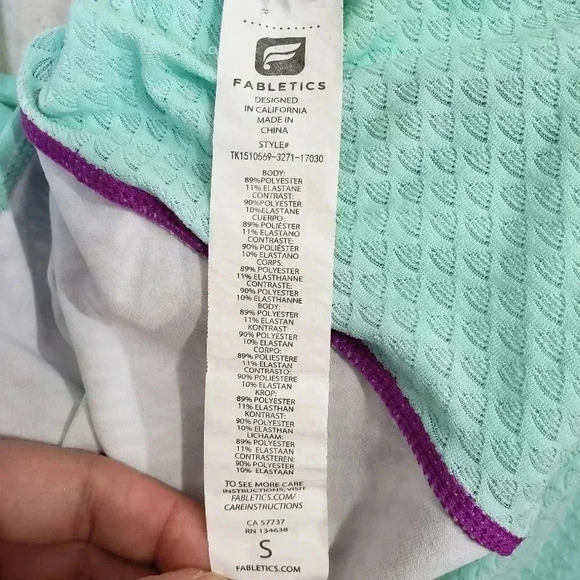 FABLETICS
DESIGNED
IN CALIFORNIA
MADE IN
CHINA
STYLE#
TK1510569-3271-17030
BODY:
89%POLYESTER
11% ELASTANE
CONTRAST:
90%POLYESTER
10%ELASTANE
CUERPO:
89% POLIÉSTER
11% ELASTANO
CONTRASTE:
90% POLIÉSTER
10% ELASTANO
CORPS:
89% POLYESTER
11% ELASTHANNE
CONTRASTE:
90%POLYESTER
10% ELASTHANNE
BODY:
89% POLYESTER
11% ELASTAN
KONTRAST
90% POLYESTER
10% ELASTAN
CORPO:
89% POLIESTERE
11% ELASTAN
CONTRASTO:
90% POLIESTERE
10% ELASTAN
KROP:
89% POLYESTER
11% ELASTHAN
KONTRAST:
90% POLYESTER
10% ELASTHAN
LICHAAM:
89% POLYESTER
11% ELASTAAN
CONTRASTEREN:
90% POLYESTER
10% ELASTAAN
TO SEE MORE CARE
INSTRUCTIONS, VISIT
FABLETICS.COM/
CAREINSTRUCTIONS
CA 57737
RN 134638
S
FABLETICS.COM